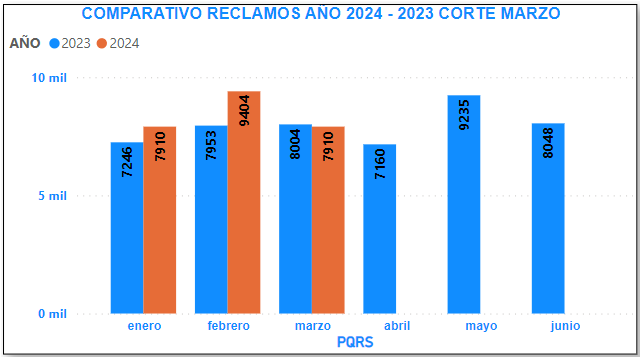 COMPARATIVO RECLAMOS AÑO 2024 - 2023 CORTE MARZO
AÑO 2023 2024
10 mil
5 mil
0 mil
7246
7910
7953
9404
8004
7910
7160
9235
8048
enero febrero marzo abril mayo junio
PQRS